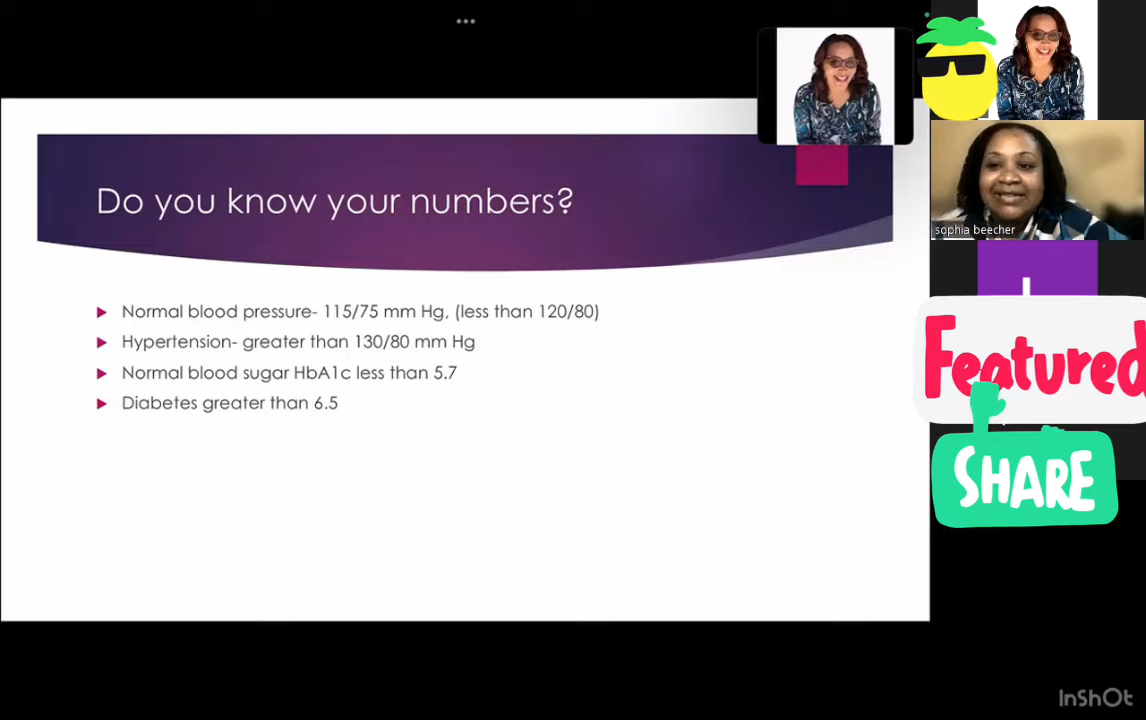 Do you know your numbers?
Normal blood pressure- 115/75 mm Hg, (less than 120/80)
Hypertension- greater than 130/80 mm Hg
Normal blood sugar HbA1c less than 5.7
Diabetes greater than 6.5
sophia beecher
Featured
SHARE
InShOt